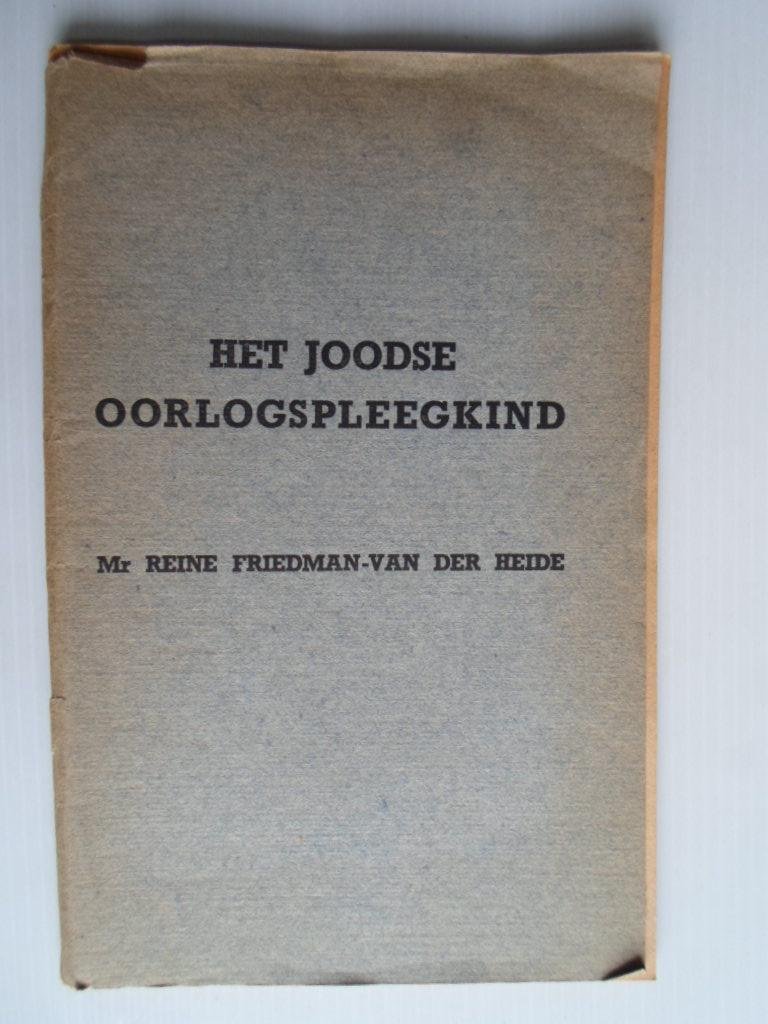 HET JOODSE
OORLOGSPLEEGKIND
Mr REINE FRIEDMAN-VAN DER HEIDE